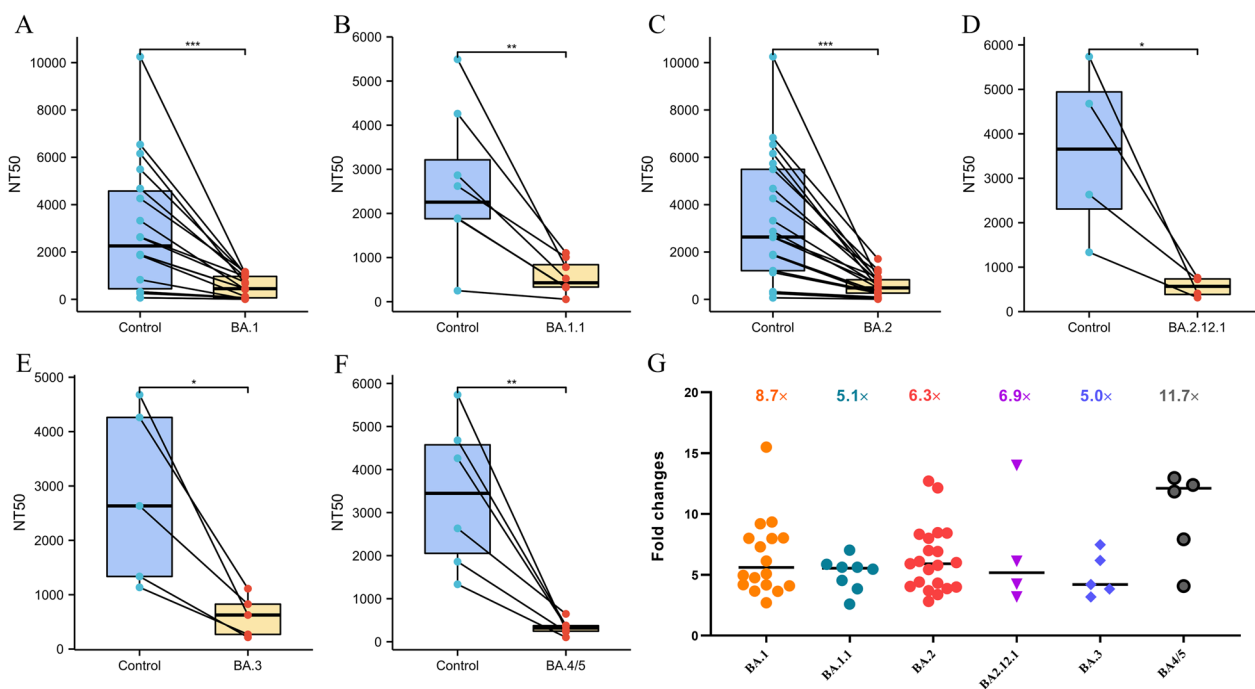 A
***
10000
8000
6000
4000
2000
0
NT50
Control
BA.1
B
**
6000
5000
4000
3000
2000
1000
0
NT50
Control
BA.1.1
C
***
10000
8000
6000
4000
2000
0
NT50
Control
BA.2
D
*
6000
5000
4000
3000
2000
1000
0
NT50
Control
BA.2.12.1
E
*
5000
4000
3000
2000
1000
0
NT50
Control
BA.3
F
**
6000
5000
4000
3000
2000
1000
0
NT50
Control
BA.4/5
G
8.7× 5.1× 6.3× 6.9× 5.0× 11.7×
20
15
10
5
0
Fold changes
BA.1 BA.1.1 BA.2 BA2.12.1 BA.3 BA4/5